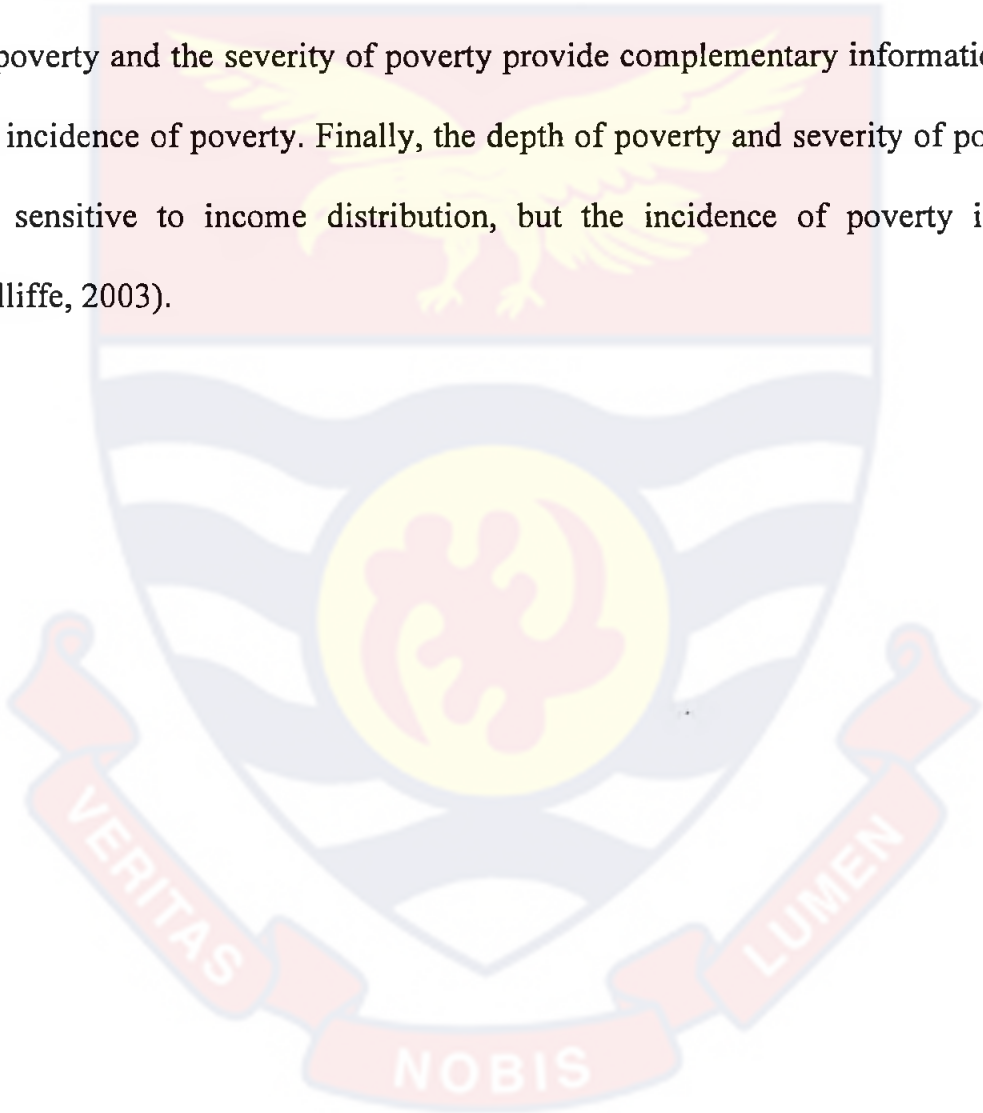 poverty and the severity of poverty provide complementary informatio
incidence of poverty. Finally, the depth of poverty and severity of po
sensitive to income distribution, but the incidence of poverty i
lliffe, 2003).
VERITAS
NOBIS
LUMEN